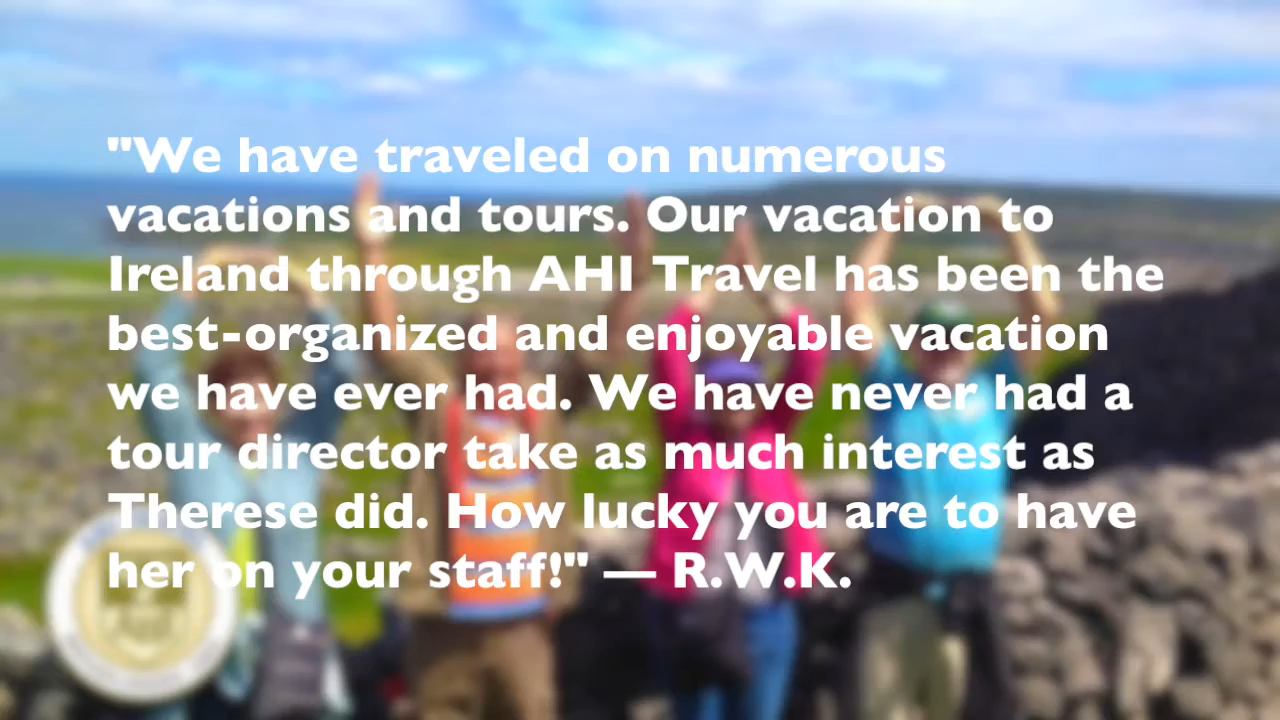 "We have traveled on numerous
vacations and tours. Our vacation to
Ireland through AHI Travel has been the
best-organized and enjoyable vacation
we have ever had. We have never had a
tour director take as much interest as
Therese did. How lucky you are to have
her on your staff!" — R.W.K.